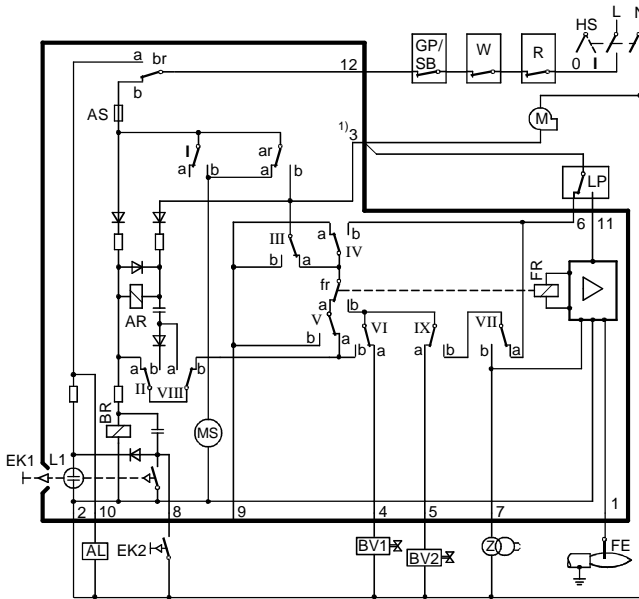 HS
L
N
GP/
SB
W
R
0
I
a
br
12
b
AS
1)
3
M
I
a
b
ar
a
b
LP
6
11
III
b
a
a
b
IV
fr
a
b
V
b
a
FR
AR
VI
b
a
IX
a
b
VII
b
a
a
b
a
b
II
VIII
BR
MS
EK1
L1
2
10
8
9
4
5
7
1
AL
EK2
BV1
BV2
Z
FE